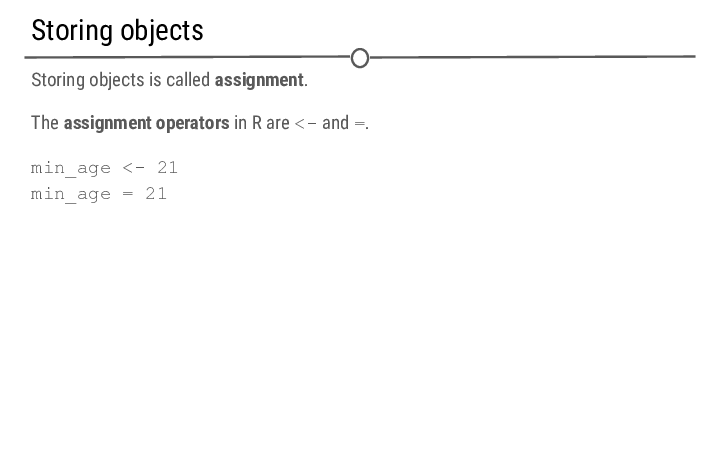 Storing objects
Storing objects is called assignment.
The assignment operators in R are <− and =.
min_age <- 21
min_age = 21